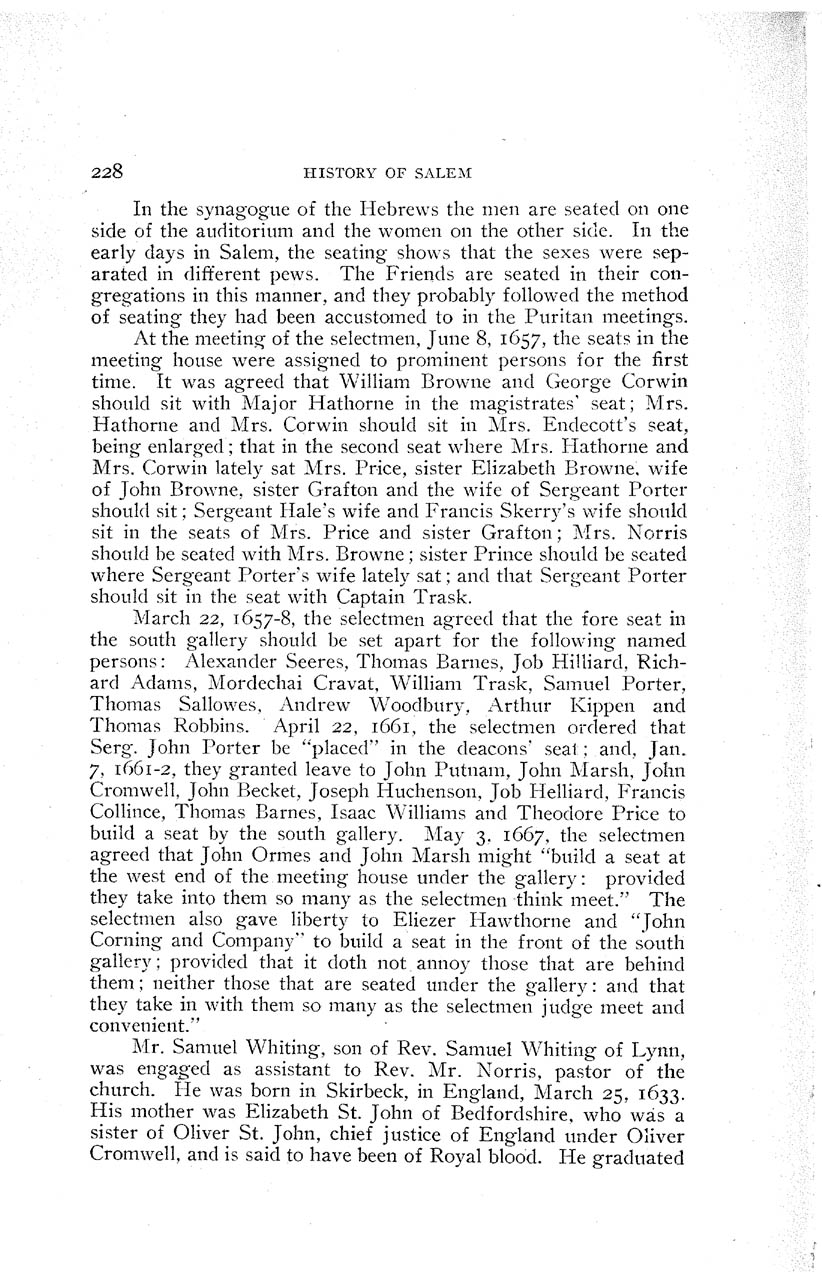 228 HISTORY OF SALEM
In the synagogue of the Hebrews the men are seated on one
side of the auditorium and the women on the other side. In the
early days in Salem, the seating shows that the sexes were sep-
arated in different pews. The Friends are seated in their con-
gregations in this manner, and they probably followed the method
of seating they had been accustomed to in the Puritan meetings.
At the meeting of the selectmen, June 8, 1657, the seats in the
meeting house were assigned to prominent persons for the first
time. It was agreed that William Browne and George Corwin
should sit with Major Hathorne in the magistrates' seat; Mrs.
Hathorne and Mrs. Corwin should sit in Mrs. Endecott's seat,
being enlarged; that in the second seat where Mrs. Hathorne and
Mrs. Corwin lately sat Mrs. Price, sister Elizabeth Browne, wife
of John Browne, sister Grafton and the wife of Sergeant Porter
should sit; Sergeant Hale's wife and Francis Skerry's wife should
sit in the seats of Mrs. Price and sister Grafton; Mrs. Norris
should be seated with Mrs. Browne; sister Prince should be seated
where Sergeant Porter's wife lately sat; and that Sergeant Porter
should sit in the seat with Captain Trask.
March 22, 1657-8, the selectmen agreed that the fore seat in
the south gallery should be set apart for the following named
persons: Alexander Seeres, Thomas Barnes, Job Hilliard, Rich-
ard Adams, Mordechai Cravat, William Trask, Samuel Porter,
Thomas Sallowes, Andrew Woodbury, Arthur Kippen and
Thomas Robbins. April 22, 1661, the selectmen ordered that
Serg. John Porter be "placed" in the deacons' seat; and, Jan.
7, 1661-2, they granted leave to John Putnam, John Marsh, John
Cromwell, John Becket, Joseph Huchenson, Job Helliard, Francis
Collince, Thomas Barnes, Isaac Williams and Theodore Price to
build a seat by the south gallery. May 3, 1667, the selectmen
agreed that John Ormes and John Marsh might "build a seat at
the west end of the meeting house under the gallery: provided
they take into them so many as the selectmen think meet." The
selectmen also gave liberty to Eliezer Hawthorne and "John
Corning and Company" to build a seat in the front of the south
gallery; provided that it doth not annoy those that are behind
them; neither those that are seated under the gallery: and that
they take in with them so many as the selectmen judge meet and
convenient."
Mr. Samuel Whiting, son of Rev. Samuel Whiting of Lynn,
was engaged as assistant to Rev. Mr. Norris, pastor of the
church. He was born in Skirbeck, in England, March 25, 1633.
His mother was Elizabeth St. John of Bedfordshire, who was a
sister of Oliver St. John, chief justice of England under Oliver
Cromwell, and is said to have been of Royal blood. He graduated